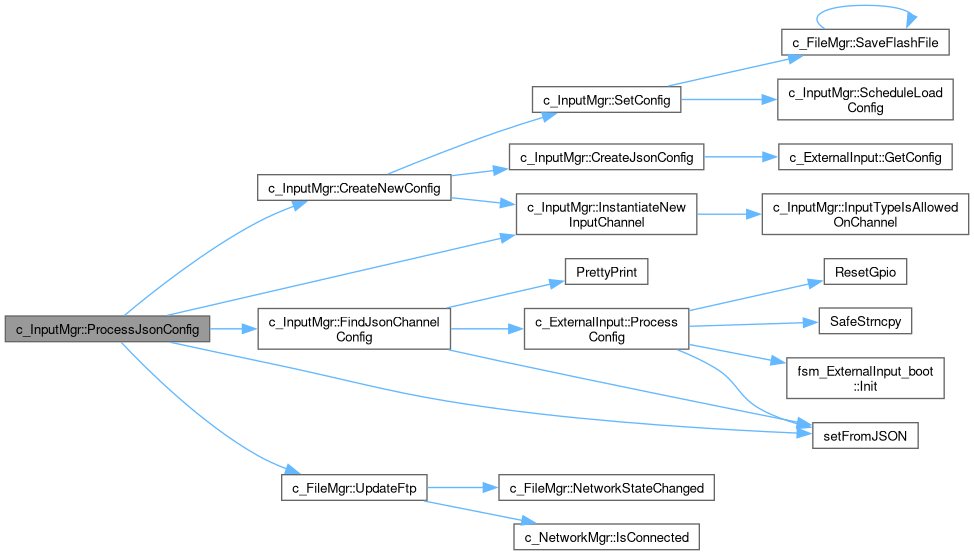 c_FileMgr::SaveFlashFile
c_InputMgr::SetConfig
c_InputMgr::ScheduleLoad
Config
c_InputMgr::CreateJsonConfig
c_ExternalInput::GetConfig
c_InputMgr::CreateNewConfig
c_InputMgr::InstantiateNew
InputChannel
c_InputMgr::InputTypeIsAllowed
OnChannel
PrettyPrint
ResetGpio
c_InputMgr::ProcessJsonConfig
c_InputMgr::FindJsonChannel
Config
c_ExternalInput::Process
Config
SafeStrncpy
fsm_ExternalInput_boot
::Init
setFromJSON
c_FileMgr::UpdateFtp
c_FileMgr::NetworkStateChanged
c_NetworkMgr::IsConnected